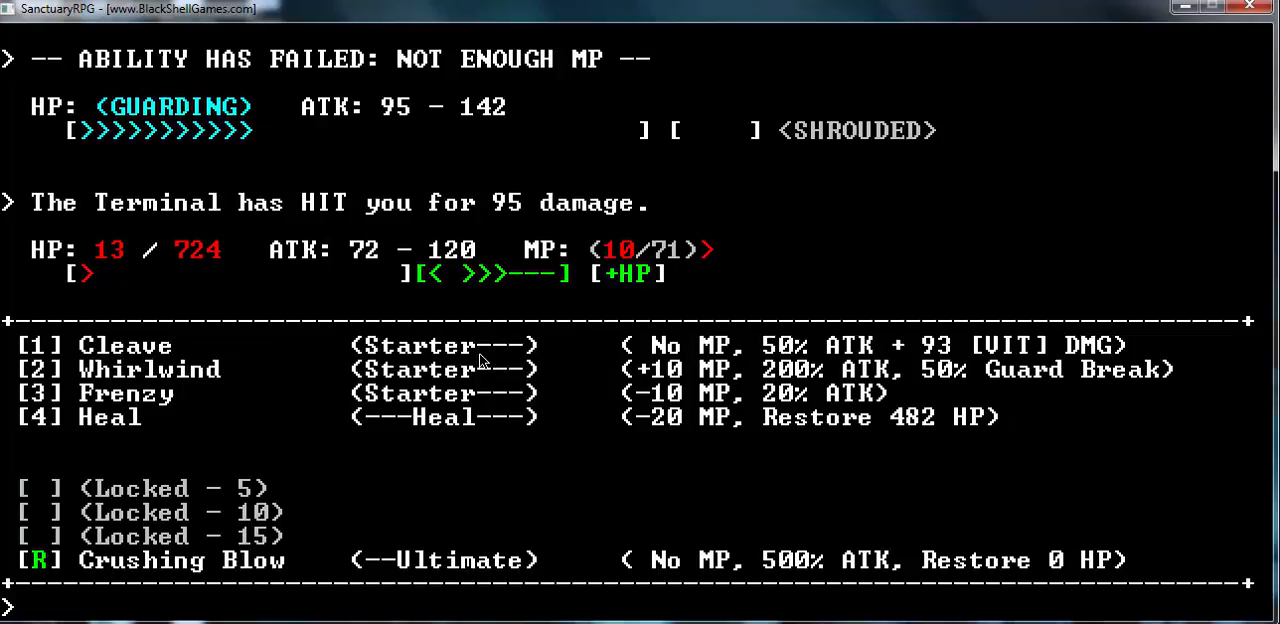 SanctuaryRPG - [www.BlackShellGames.com]
> -- ABILITY HAS FAILED: NOT ENOUGH MP --
HP: <GUARDING> ATK: 95 - 142
[>>>>>>>>>>> ] [ ] <SHROUDED>
> The Terminal has HIT you for 95 damage.
HP: 13 / 724 ATK: 72 - 120 MP: (10/71)>
[> ][< >>>---] [+HP]
+------------------------------------------------------------------------------+
[1] Cleave (Starter---) ( No MP, 50% ATK + 93 [VIT] DMG)
[2] Whirlwind (Starter---) (+10 MP, 200% ATK, 50% Guard Break)
[3] Frenzy (Starter---) (-10 MP, 20% ATK)
[4] Heal (---Heal---) (-20 MP, Restore 482 HP)
[ ] (Locked - 5)
[ ] (Locked - 10)
[ ] (Locked - 15)
[R] Crushing Blow (--Ultimate) ( No MP, 500% ATK, Restore 0 HP)
+------------------------------------------------------------------------------+
>